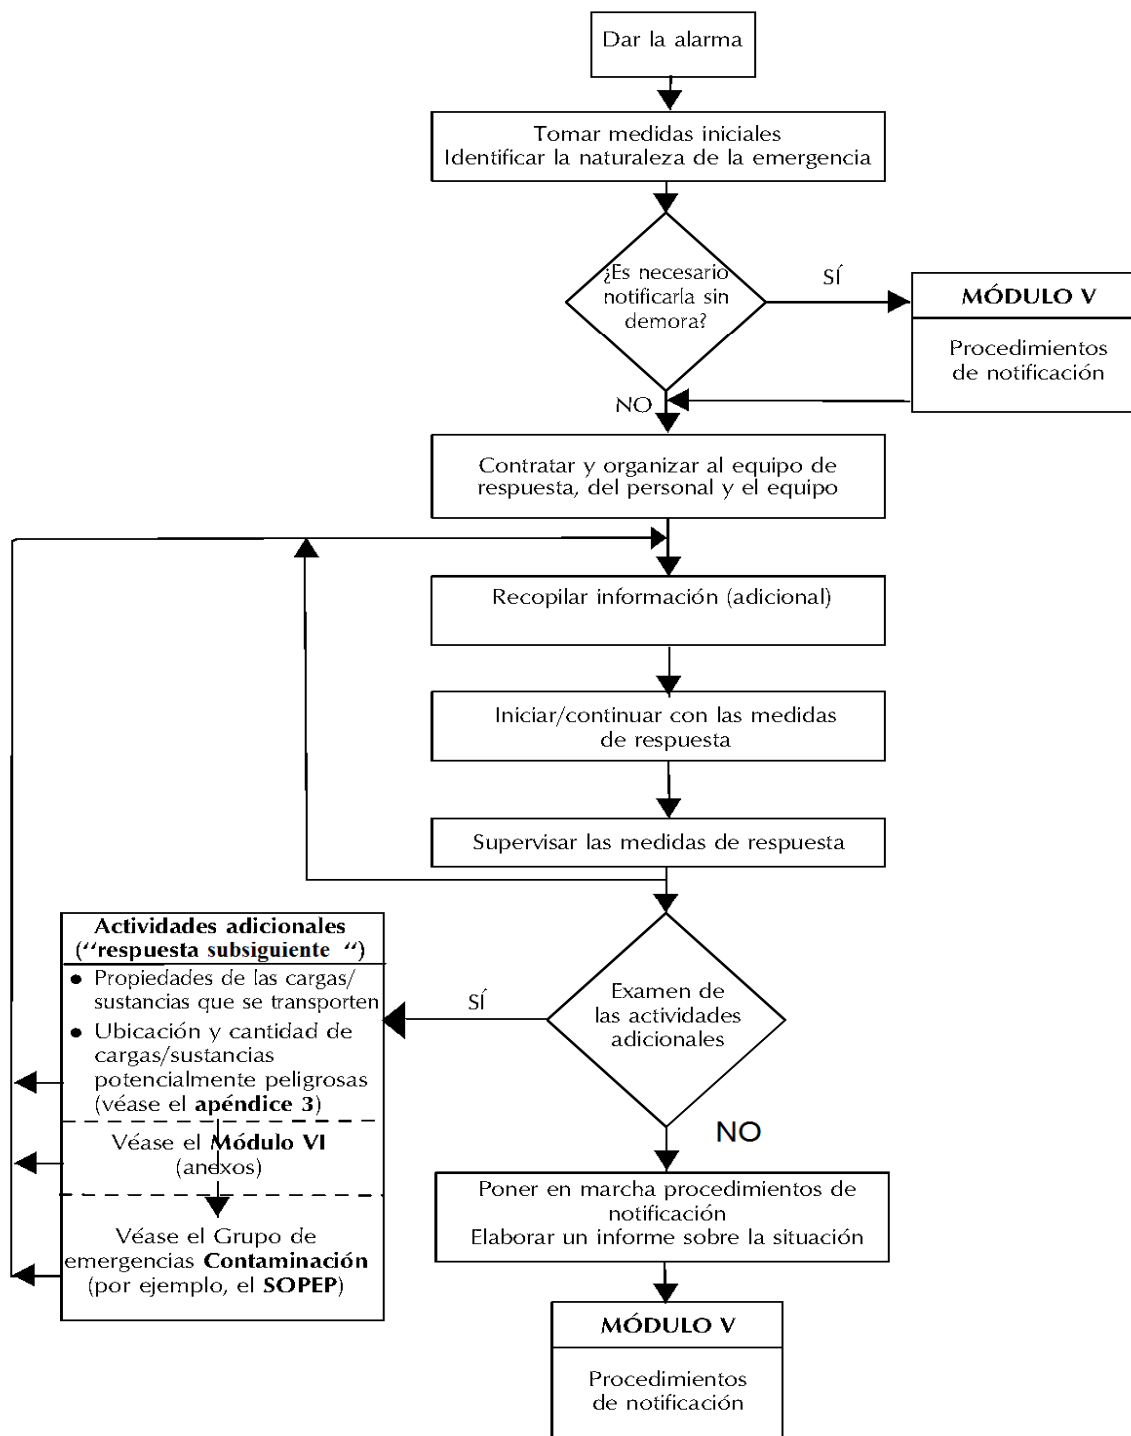 Dar la alarma
Tomar medidas iniciales
Identificar la naturaleza de la emergencia
¿Es necesario
notificarla sin
demora?
SÍ
MÓDULO V
Procedimientos
de notificación
NO
Contratar y organizar al equipo de
respuesta, del personal y el equipo
Recopilar información (adicional)
Iniciar/continuar con las medidas
de respuesta
Supervisar las medidas de respuesta
Actividades adicionales
(“respuesta subsiguiente “)
● Propiedades de las cargas/
sustancias que se transporten
● Ubicación y cantidad de
cargas/sustancias
potencialmente peligrosas
(véase el apéndice 3)
Véase el Módulo VI
(anexos)
Véase el Grupo de
emergencias Contaminación
(por ejemplo, el SOPEP)
SÍ
Examen de
las actividades
adicionales
NO
Poner en marcha procedimientos de
notificación
Elaborar un informe sobre la situación
MÓDULO V
Procedimientos
de notificación